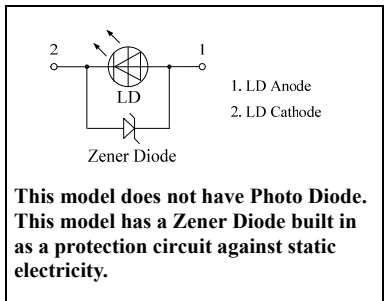 2 1
LD
Zener Diode
1. LD Anode
2. LD Cathode
This model does not have Photo Diode.
This model has a Zener Diode built in
as a protection circuit against static
electricity.